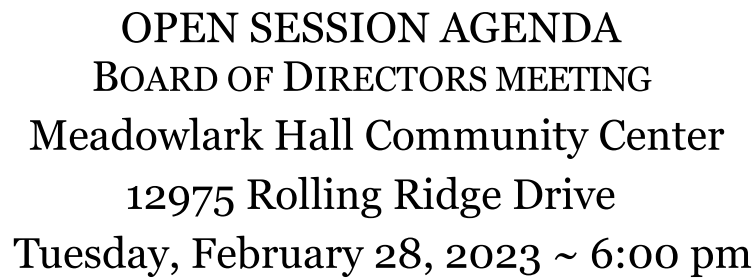 OPEN SESSION AGENDA
BOARD OF DIRECTORS MEETING
Meadowlark Hall Community Center
12975 Rolling Ridge Drive
Tuesday, February 28, 2023 ~ 6:00 pm